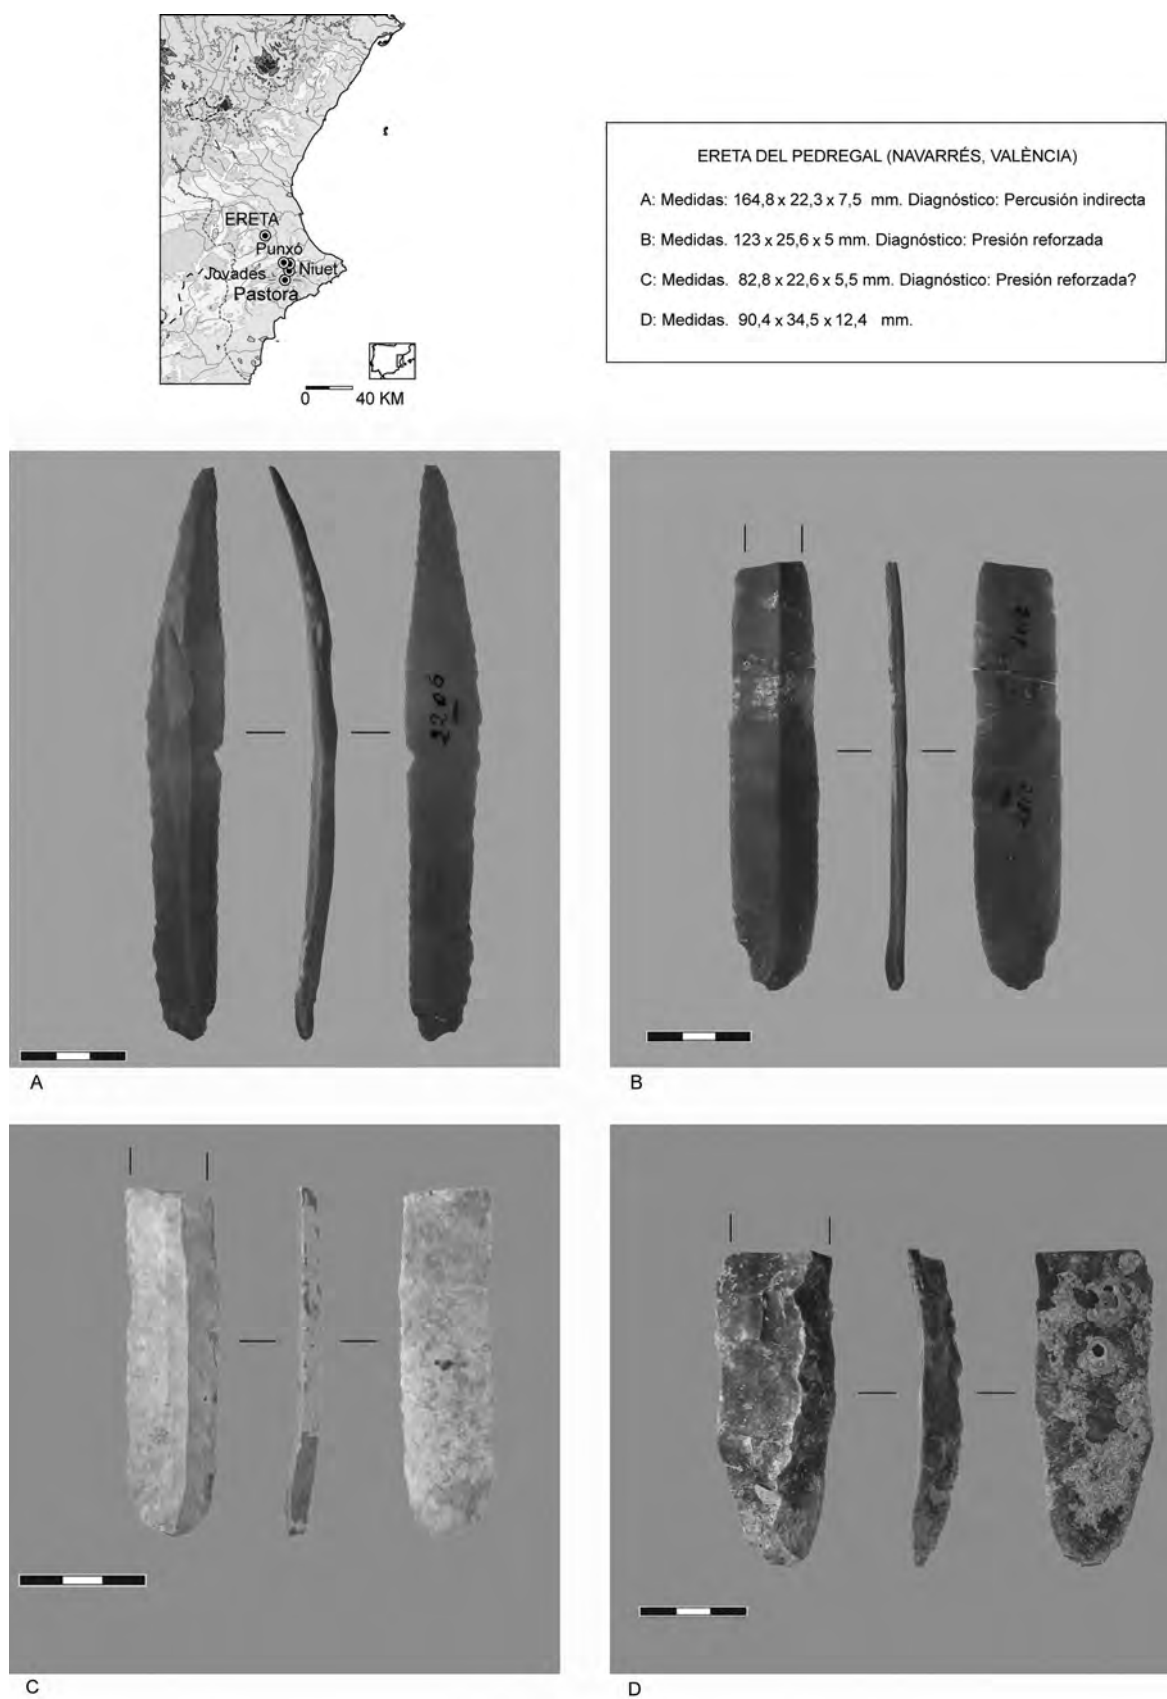 ERETA
Punxó
Jovades
Niuet
Pastora
0 40 KM
ERETA DEL PEDREGAL (NAVARRÉS, VALÈNCIA)
A: Medidas: 164,8 x 22,3 x 7,5 mm. Diagnóstico: Percusión indirecta
B: Medidas. 123 x 25,6 x 5 mm. Diagnóstico: Presión reforzada
C: Medidas. 82,8 x 22,6 x 5,5 mm. Diagnóstico: Presión reforzada?
D: Medidas. 90,4 x 34,5 x 12,4 mm.
2206
A
B
C
D